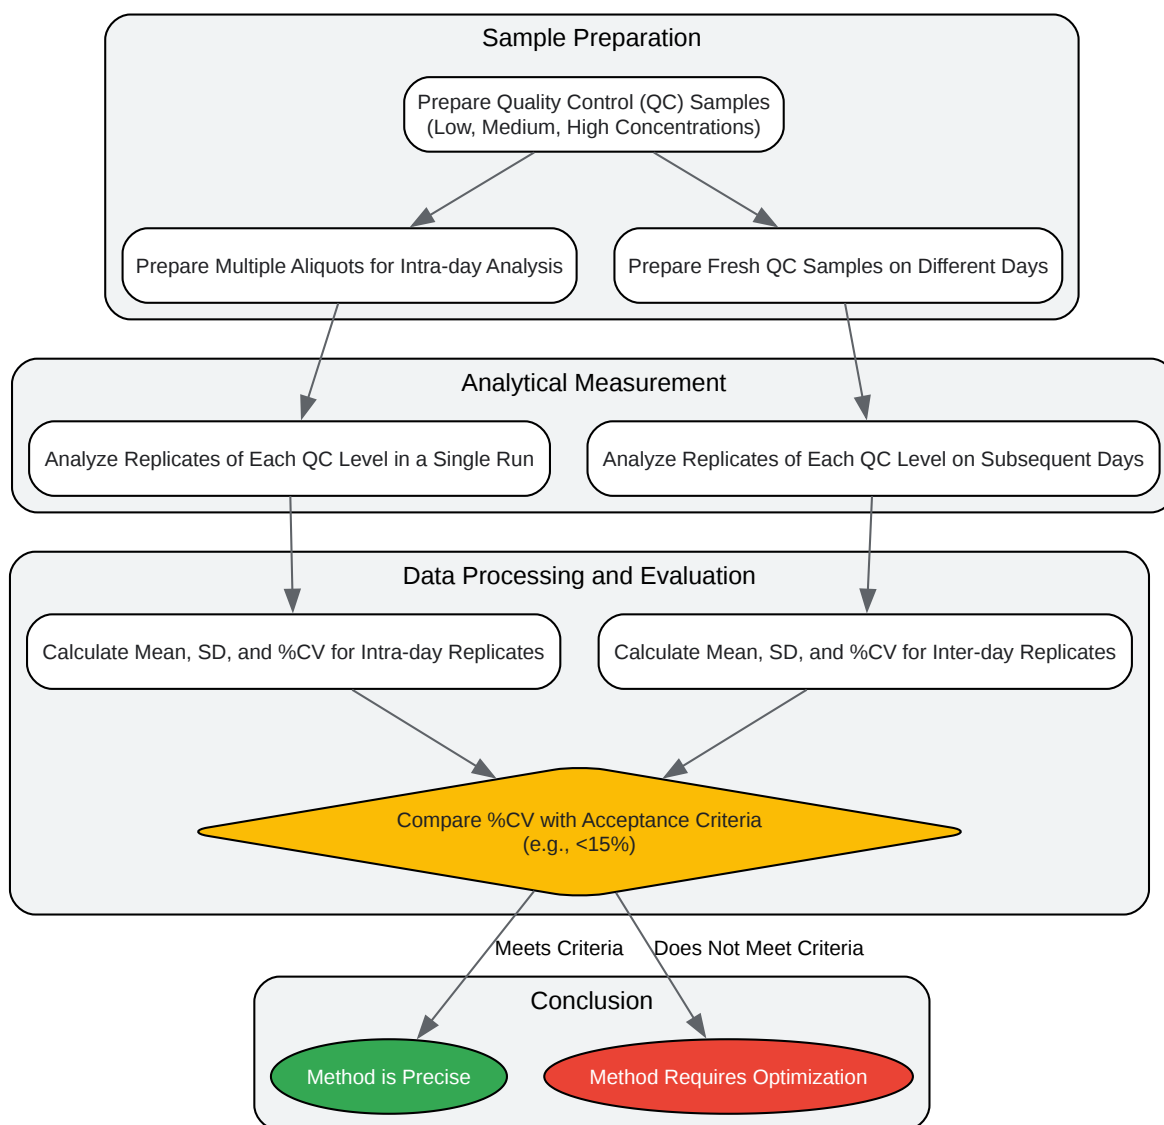 Sample Preparation
Prepare Quality Control (QC) Samples
(Low, Medium, High Concentrations)
Prepare Multiple Aliquots for Intra-day Analysis
Prepare Fresh QC Samples on Different Days
Analytical Measurement
Analyze Replicates of Each QC Level in a Single Run
Analyze Replicates of Each QC Level on Subsequent Days
Data Processing and Evaluation
Calculate Mean, SD, and %CV for Intra-day Replicates
Calculate Mean, SD, and %CV for Inter-day Replicates
Compare %CV with Acceptance Criteria
(e.g., <15%)
Meets Criteria
Does Not Meet Criteria
Conclusion
Method is Precise
Method Requires Optimization